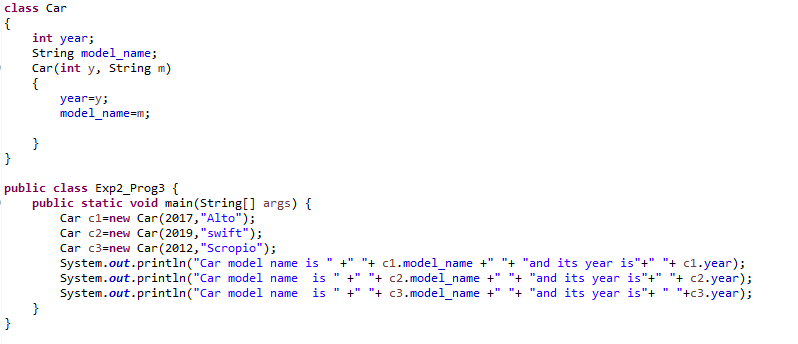 class Car
{
    int year;
    String model_name;
    Car(int y, String m)
    {
        year=y;
        model_name=m;
    }
}
public class Exp2_Prog3 {
    public static void main(String[] args) {
        Car c1=new Car(2017,"Alto");
        Car c2=new Car(2019,"swift");
        Car c3=new Car(2012,"Scropio");
        System.out.println("Car model name is " +" "+ c1.model_name +" "+ "and its year is"+" "+ c1.year);
        System.out.println("Car model name  is " +" "+ c2.model_name +" "+ "and its year is"+" "+ c2.year);
        System.out.println("Car model name  is " +" "+ c3.model_name +" "+ "and its year is"+ " "+c3.year);
    }
}